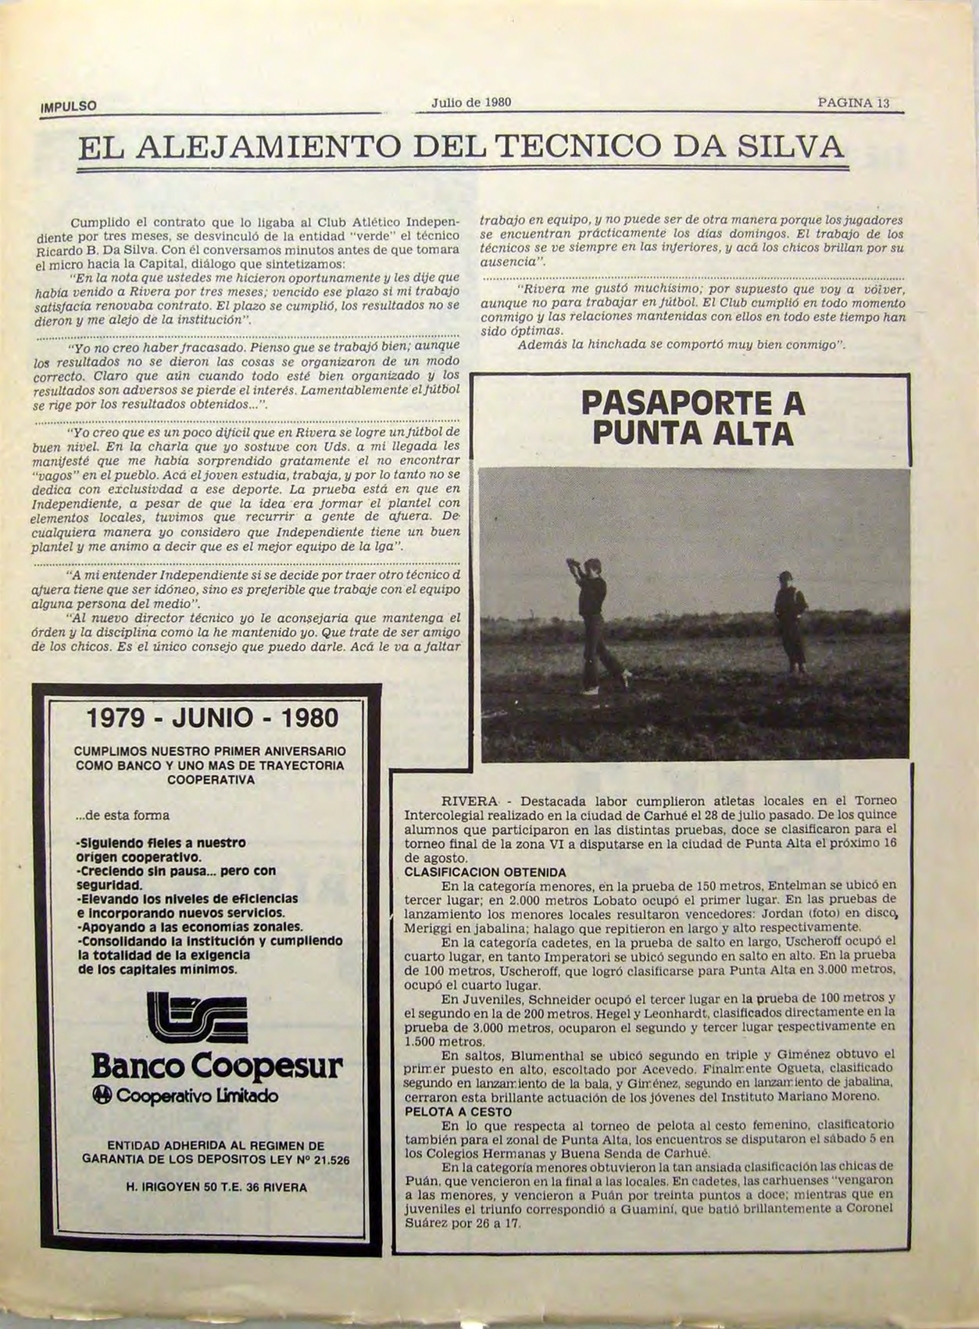 IMPULSO
Julio de 1980
PAGINA 13
EL ALEJAMIENTO DEL TECNICO DA SILVA
Cumplido el contrato que lo ligaba al Club Atlético Indepen-
diente por tres meses, se desvinculó de la entidad "verde" el técnico
Ricardo B. Da Silva. Con él conversamos minutos antes de que tomara
el micro hacia la Capital, diálogo que sintetizamos:
"En la nota que ustedes me hicieron oportunamente y les dije que
había venido a Rivera por tres meses; vencido ese plazo si mi trabajo
satisfacía renovaba contrato. El plazo se cumplió, los resultados no se
dieron y me alejo de la institución".
"Yo no creo haber fracasado. Pienso que se trabajó bien; aunque
los resultados no se dieron las cosas se organizaron de un modo
correcto. Claro que aún cuando todo esté bien organizado y los
resultados son adversos se pierde el interés. Lamentablemente el fútbol
se rige por los resultados obtenidos...".
"Yo creo que es un poco difícil que en Rivera se logre un fútbol de
buen nivel. En la charla que yo sostuve con Uds. a mi llegada les
manifesté que me había sorprendido gratamente el no encontrar
"vagos" en el pueblo. Acá el joven estudia, trabaja, y por lo tanto no se
dedica con exclusivdad a ese deporte. La prueba está en que en
Independiente, a pesar de que la idea era formar el plantel con
elementos locales, tuvimos que recurrir a gente de afuera. De
cualquiera manera yo considero que Independiente tiene un buen
plantel y me animo a decir que es el mejor equipo de la lga".
"A mi entender Independiente si se decide por traer otro técnico d
afuera tiene que ser idóneo, sino es preferible que trabaje con el equipo
alguna persona del medio".
"Al nuevo director técnico yo le aconsejaría que mantenga el
órden y la disciplina como la he mantenido yo. Que trate de ser amigo
de los chicos. Es el único consejo que puedo darle. Acá le va a faltar
trabajo en equipo, y no puede ser de otra manera porque los jugadores
se encuentran prácticamente los días domingos. El trabajo de los
técnicos se ve siempre en las inferiores, y acá los chicos brillan por su
ausencia".
"Rivera me gustó muchísimo; por supuesto que voy a vólver,
aunque no para trabajar en fútbol. El Club cumplió en todo momento
conmigo y las relaciones mantenidas con ellos en todo este tiempo han
sido óptimas.
Además la hinchada se comportó muy bien conmigo".
PASAPORTE A
PUNTA ALTA
RIVERA - Destacada labor cumplieron atletas locales en el Torneo
Intercolegial realizado en la ciudad de Carhué el 28 de julio pasado. De los quince
alumnos que participaron en las distintas pruebas, doce se clasificaron para el
torneo final de la zona VI a disputarse en la ciudad de Punta Alta el próximo 16
de agosto.
CLASIFICACION OBTENIDA
En la categoría menores, en la prueba de 150 metros, Entelman se ubicó en
tercer lugar; en 2.000 metros Lobato ocupó el primer lugar. En las pruebas de
lanzamiento los menores locales resultaron vencedores: Jordan (foto) en disco,
Meriggi en jabalina; halago que repitieron en largo y alto respectivamente.
En la categoría cadetes, en la prueba de salto en largo, Uscheroff ocupó el
cuarto lugar, en tanto Imperatori se ubicó segundo en salto en alto. En la prueba
de 100 metros, Uscheroff, que logró clasificarse para Punta Alta en 3.000 metros,
ocupó el cuarto lugar.
En Juveniles, Schneider ocupó el tercer lugar en la prueba de 100 metros y
el segundo en la de 200 metros. Hegel y Leonhardt, clasificados directamente en la
prueba de 3.000 metros, ocuparon el segundo y tercer lugar respectivamente en
1.500 metros.
En saltos, Blumenthal se ubicó segundo en triple y Giménez obtuvo el
primer puesto en alto, escoltado por Acevedo. Finalmente Ogueta, clasificado
segundo en lanzamiento de la bala, y Giménez, segundo en lanzamiento de jabalina,
cerraron esta brillante actuación de los jóvenes del Instituto Mariano Moreno.
PELOTA A CESTO
En lo que respecta al torneo de pelota al cesto femenino, clasificatorio
también para el zonal de Punta Alta, los encuentros se disputaron el sábado 5 en
los Colegios Hermanas y Buena Senda de Carhué.
En la categoría menores obtuvieron la tan ansiada clasificación las chicas de
Puán, que vencieron en la final a las locales. En cadetes, las carhuenses "vengaron
a las menores, y vencieron a Puán por treinta puntos a doce; mientras que en
juveniles el triunfo correspondió a Guaminí, que batió brillantemente a Coronel
Suárez por 26 a 17.
1979 - JUNIO - 1980
CUMPLIMOS NUESTRO PRIMER ANIVERSARIO
COMO BANCO Y UNO MAS DE TRAYECTORIA
COOPERATIVA
...de esta forma
-Siguiendo fieles a nuestro
origen cooperativo.
-Creciendo sin pausa... pero con
seguridad.
-Elevando los niveles de eficiencias
e incorporando nuevos servicios.
-Apoyando a las economías zonales.
-Consolidando la institución y cumpliendo
la totalidad de la exigencia
de los capitales mínimos.
Banco Coopesur
Cooperativo Limitado
ENTIDAD ADHERIDA AL REGIMEN DE
GARANTIA DE LOS DEPOSITOS LEY Nº 21.526
H. IRIGOYEN 50 T.E. 36 RIVERA